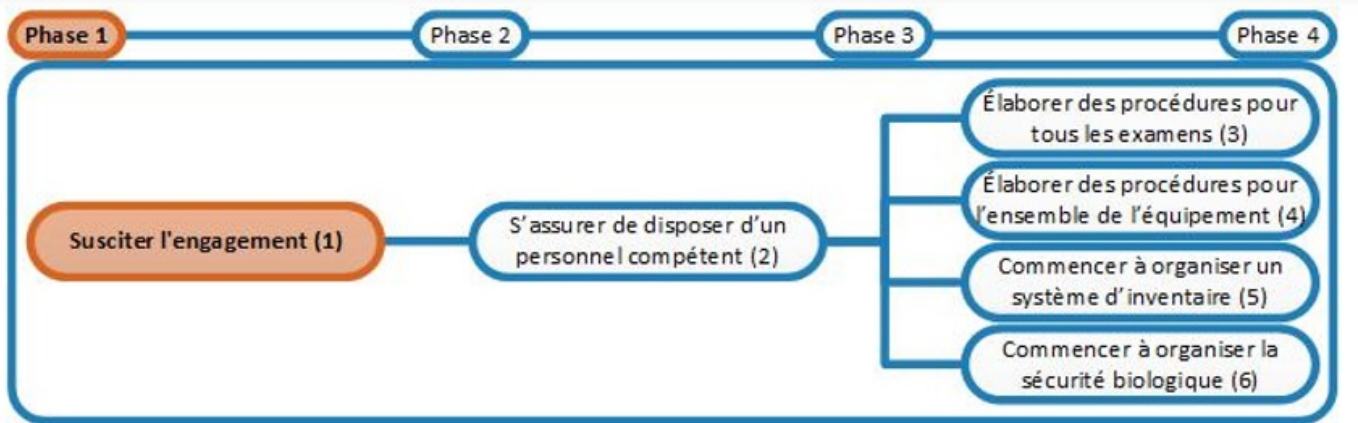 Phase 1
Phase 2
Phase 3
Phase 4
Susciter l'engagement (1)
S’assurer de disposer d’un
personnel compétent (2)
Élaborer des procédures pour
tous les examens (3)
Élaborer des procédures pour
l’ensemble de l’équipement (4)
Commencer à organiser un
système d’inventaire (5)
Commencer à organiser la
sécurité biologique (6)